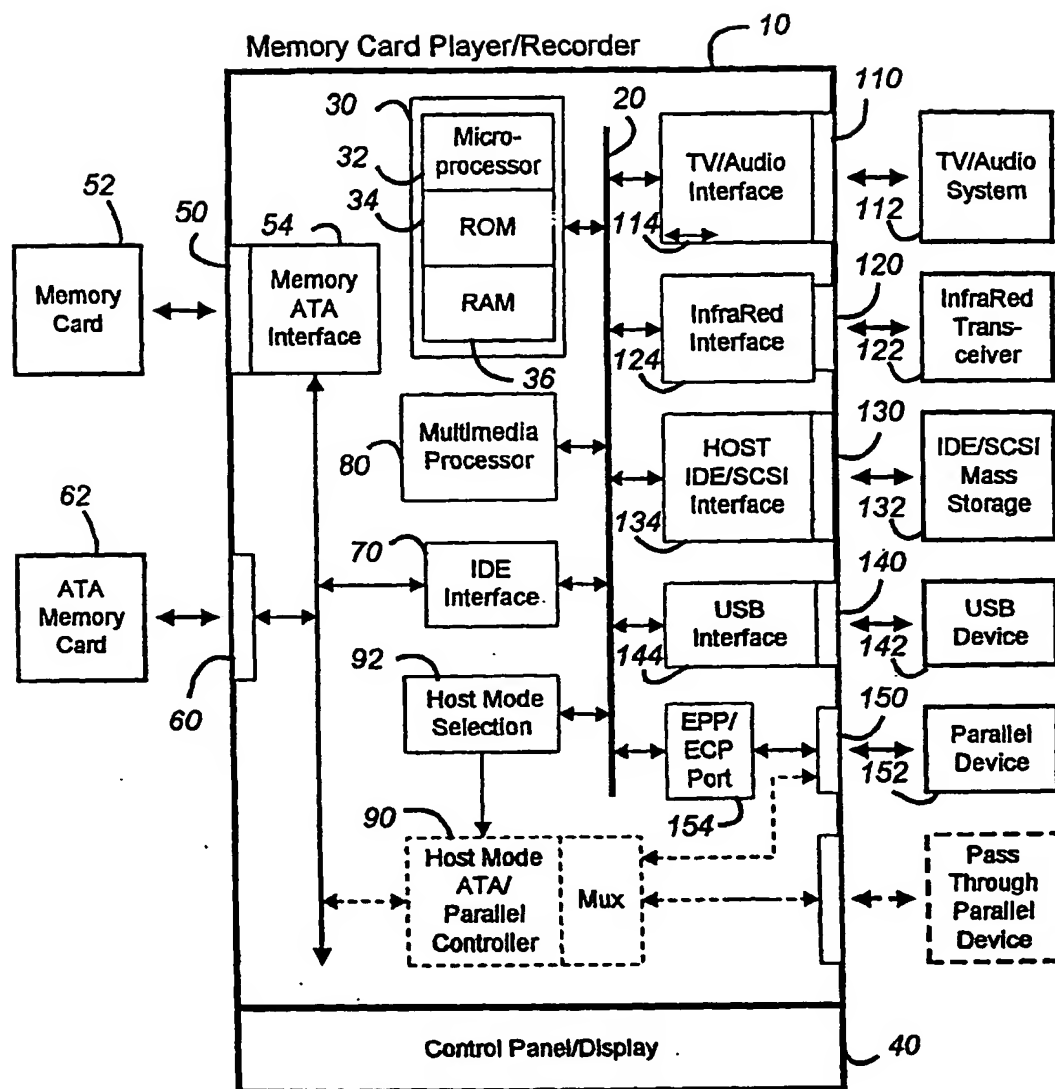 Memory Card Player/Recorder
10
30
Micro-
processor
32
34
ROM
RAM
36
20
110
TV/Audio
Interface
114
TV/Audio
System
112
52
Memory
Card
50
54
Memory
ATA
Interface
120
InfraRed
Interface
124
InfraRed
Trans-
ceiver
122
Multimedia
Processor
80
130
HOST
IDE/SCSI
Interface
134
IDE/SCSI
Mass
Storage
132
62
ATA
Memory
Card
60
70
IDE
Interface
140
USB
Interface
144
USB
Device
142
92
Host Mode
Selection
150
EPP/
ECP
Port
154
Parallel
Device
152
90
Host Mode
ATA/
Parallel
Controller
Mux
Pass
Through
Parallel
Device
Control Panel/Display
40